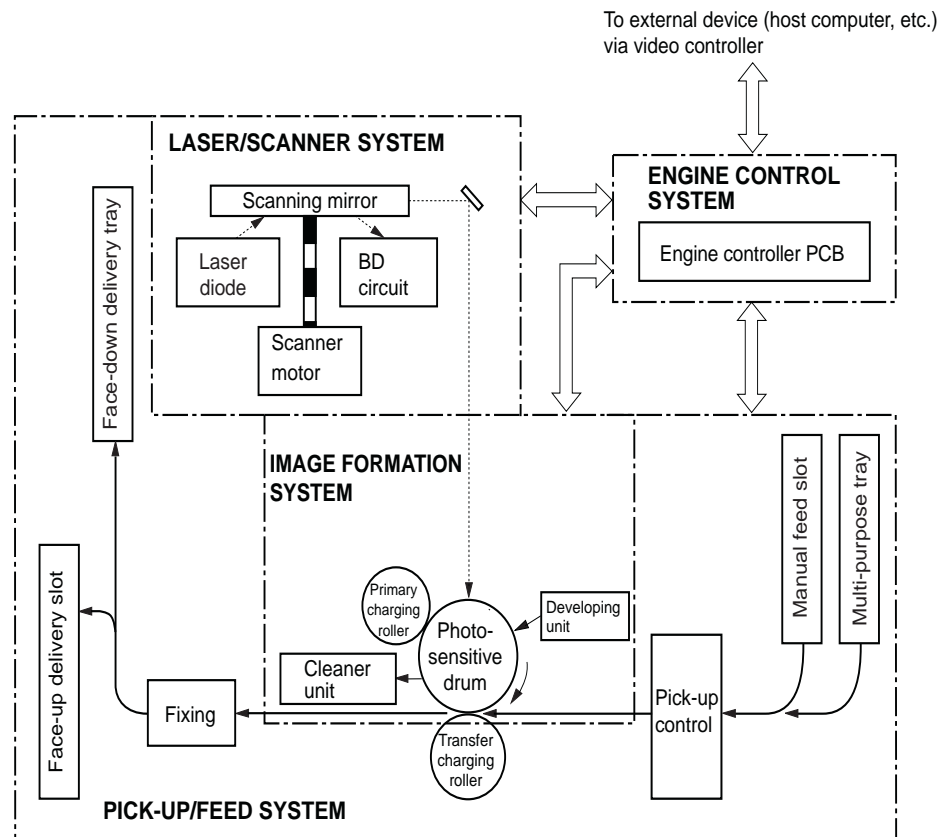 To external device (host computer, etc.)
via video controller
LASER/SCANNER SYSTEM
ENGINE CONTROL
SYSTEM
Engine controller PCB
Scanning mirror
Laser
diode
BD
circuit
Scanner
motor
Face-down delivery tray
IMAGE FORMATION
SYSTEM
Manual feed slot
Multi-purpose tray
Primary
charging
roller
Photo-
sensitive
drum
Developing
unit
Cleaner
unit
Face-up delivery slot
Fixing
Pick-up
control
Transfer
charging
roller
PICK-UP/FEED SYSTEM